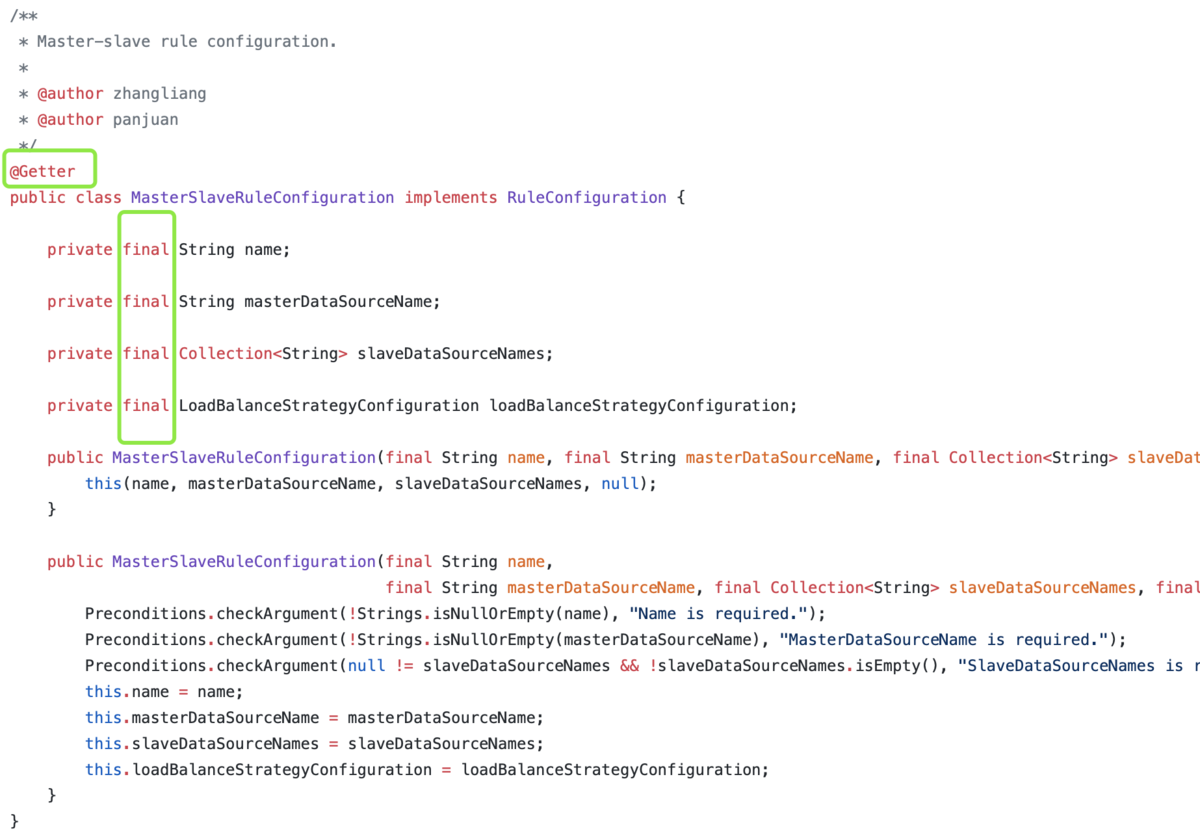 /**
 * Master-slave rule configuration.
 *
 * @author zhangliang
 * @author panjuan
 */
@Getter
public class MasterSlaveRuleConfiguration implements RuleConfiguration {
    private final String name;
    private final String masterDataSourceName;
    private final Collection<String> slaveDataSourceNames;
    private final LoadBalanceStrategyConfiguration loadBalanceStrategyConfiguration;
    public MasterSlaveRuleConfiguration(final String name, final String masterDataSourceName, final Collection<String> slaveDat
        this(name, masterDataSourceName, slaveDataSourceNames, null);
    }
    public MasterSlaveRuleConfiguration(final String name,
                                        final String masterDataSourceName, final Collection<String> slaveDataSourceNames, final
        Preconditions.checkArgument(!Strings.isNullOrEmpty(name), "Name is required.");
        Preconditions.checkArgument(!Strings.isNullOrEmpty(masterDataSourceName), "MasterDataSourceName is required.");
        Preconditions.checkArgument(null != slaveDataSourceNames && !slaveDataSourceNames.isEmpty(), "SlaveDataSourceNames is r
        this.name = name;
        this.masterDataSourceName = masterDataSourceName;
        this.slaveDataSourceNames = slaveDataSourceNames;
        this.loadBalanceStrategyConfiguration = loadBalanceStrategyConfiguration;
    }
}